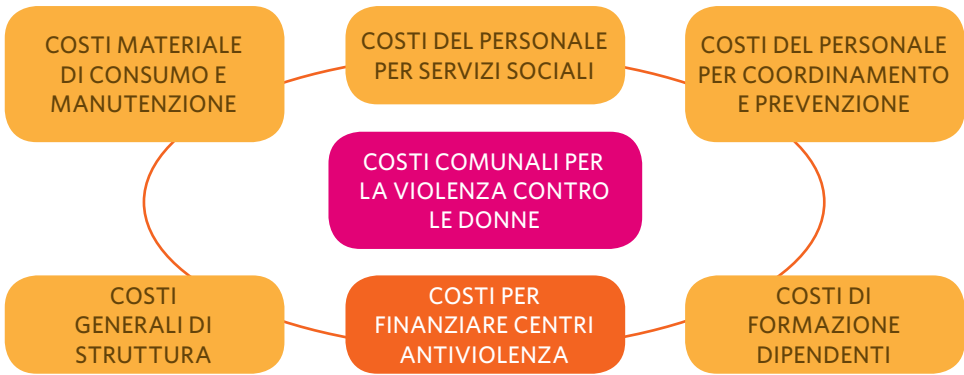 COSTI MATERIALE
DI CONSUMO E
MANUTENZIONE
COSTI DEL PERSONALE
PER SERVIZI SOCIALI
COSTI DEL PERSONALE
PER COORDINAMENTO
E PREVENZIONE
COSTI COMUNALI PER
LA VIOLENZA CONTRO
LE DONNE
COSTI
GENERALI DI
STRUTTURA
COSTI PER
FINANZIARE CENTRI
ANTIVIOLENZA
COSTI DI
FORMAZIONE
DIPENDENTI